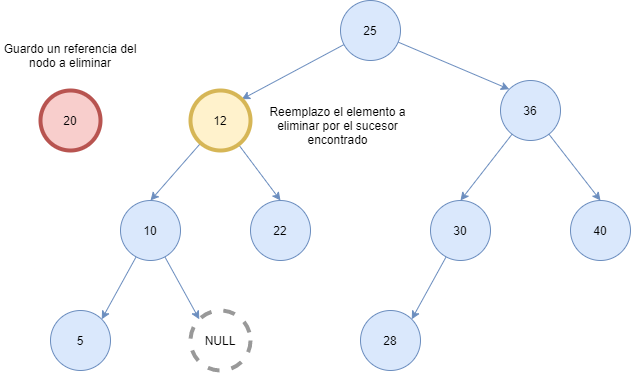 25
Guardo un referencia del
nodo a eliminar
20
12
Reemplazo el elemento a
eliminar por el sucesor
encontrado
36
10
22
30
40
5
NULL
28